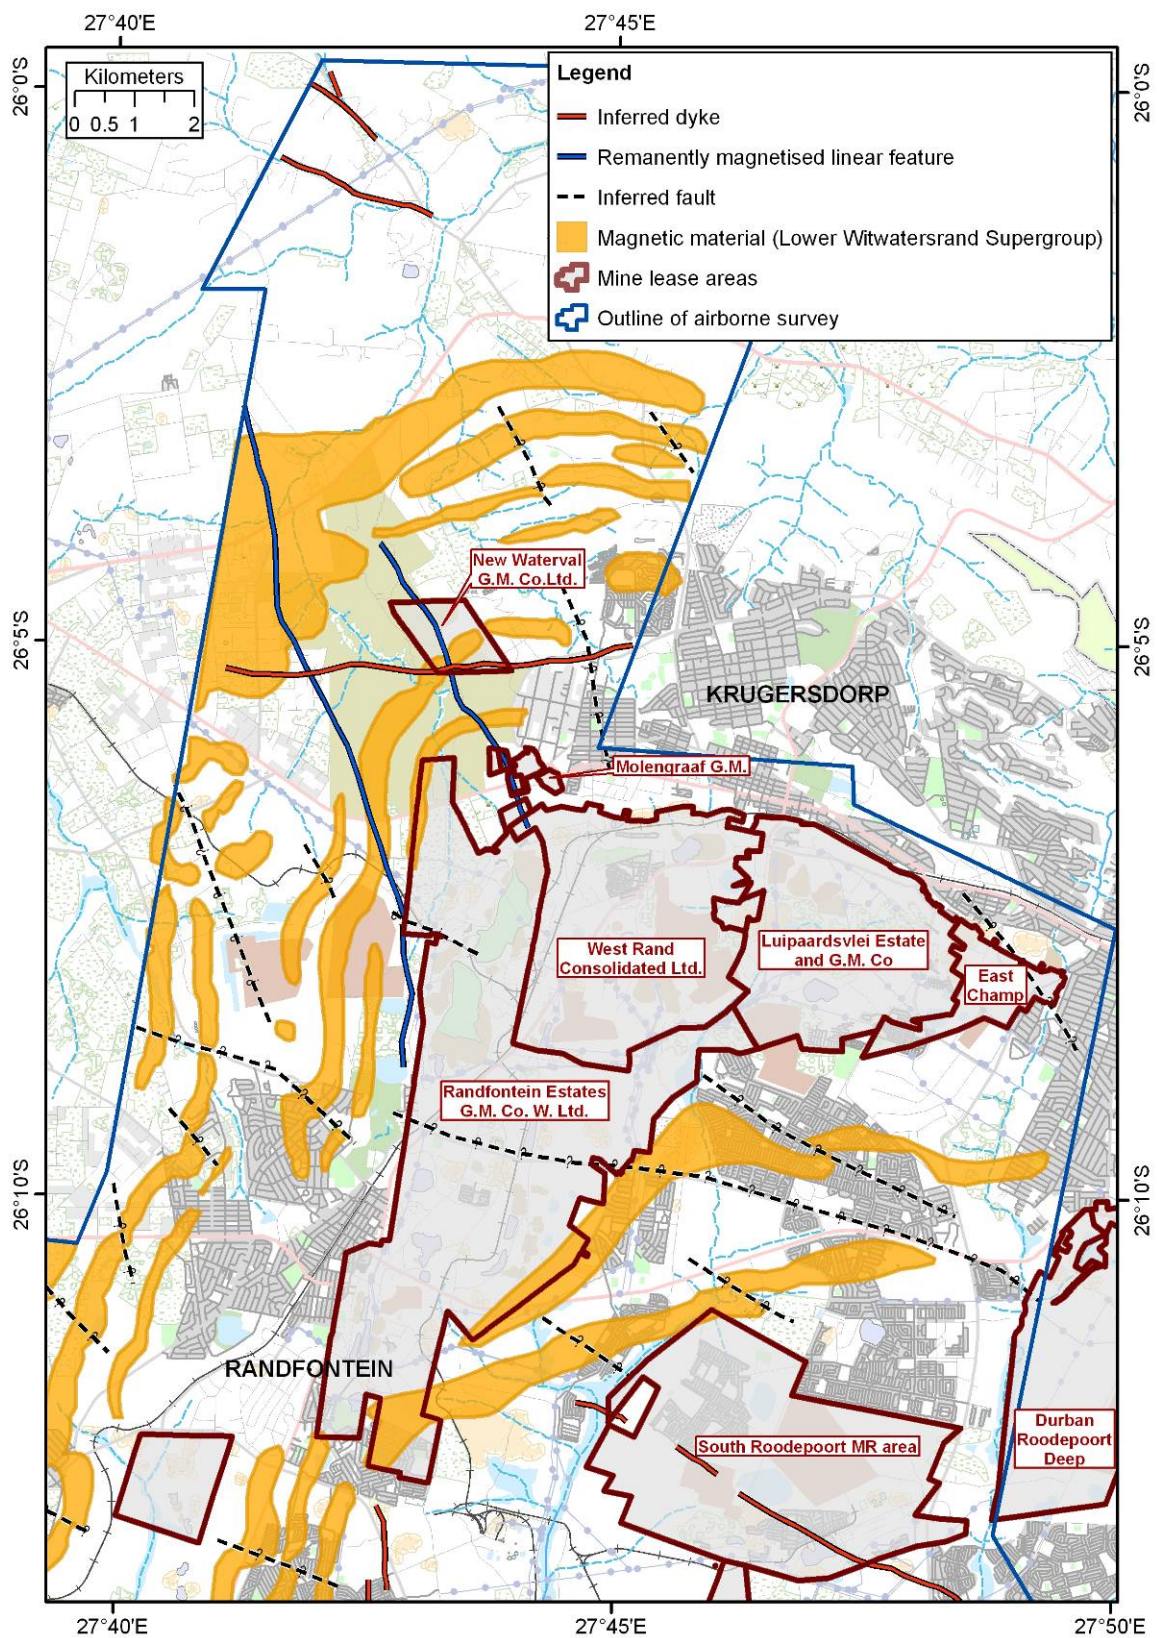 27°40'E
27°45'E
26°0'S
26°0'S
Kilometers
0 0.5 1 2
Legend
Inferred dyke
Remanently magnetised linear feature
Inferred fault
Magnetic material (Lower Witwatersrand Supergroup)
Mine lease areas
Outline of airborne survey
New Waterval
G.M. Co.Ltd.
26°5'S
26°5'S
KRUGERSDORP
Molengraaf G.M.
West Rand
Consolidated Ltd.
Luipaardsvlei Estate
and G.M. Co
East
Champ
Randfontein Estates
G.M. Co. W. Ltd.
26°10'S
26°10'S
RANDFONTEIN
South Roodepoort MR area
Durban
Roodepoort
Deep
27°40'E
27°45'E
27°50'E